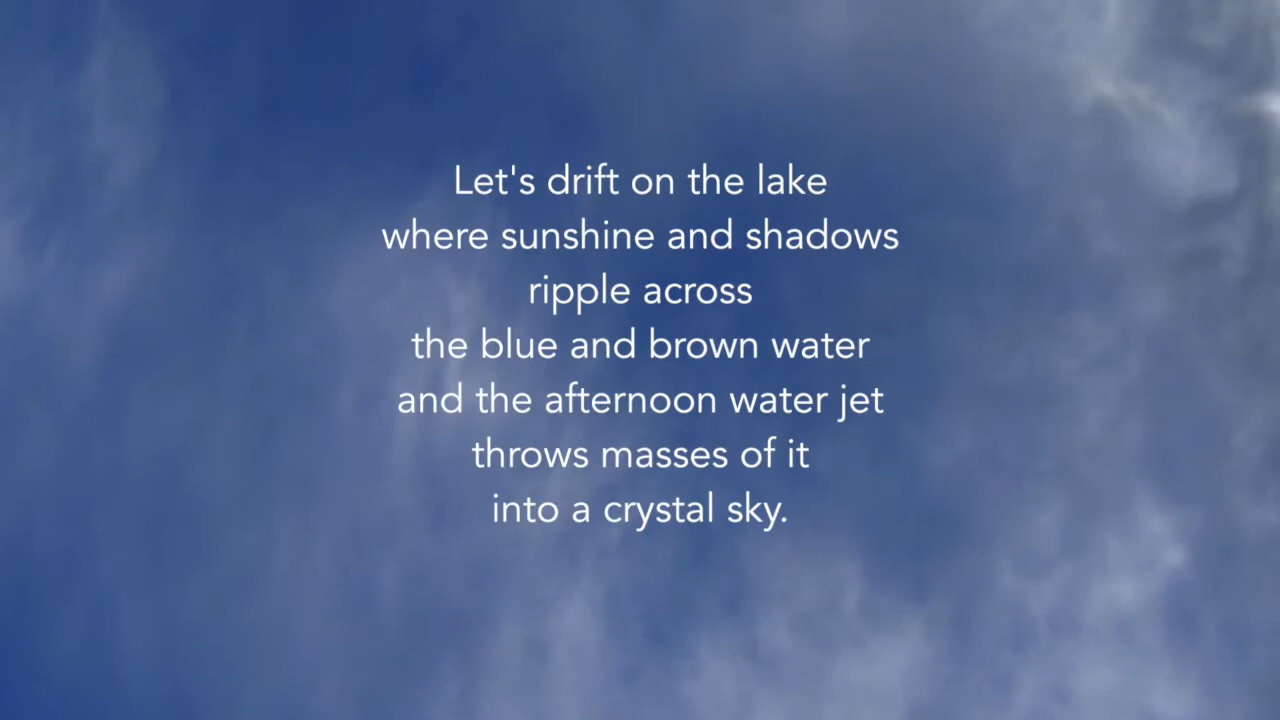 Let's drift on the lake
where sunshine and shadows
ripple across
the blue and brown water
and the afternoon water jet
throws masses of it
into a crystal sky.